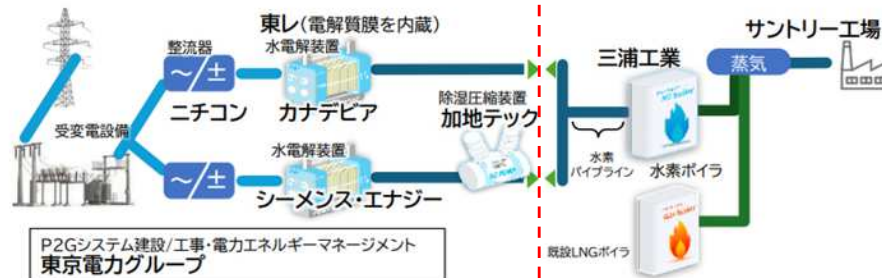 東レ(電解質膜を内蔵)
整流器
水電解装置
～/±
ニチコン
カナデビア
受変電設備
水電解装置
～/±
シーメンス・エナジー
除湿圧縮装置
加地テック
P2Gシステム建設/工事・電力エネルギーマネージメント
東京電力グループ
サントリー工場
三浦工業
蒸気
水素
パイプライン
水素ボイラ
既設LNGボイラ